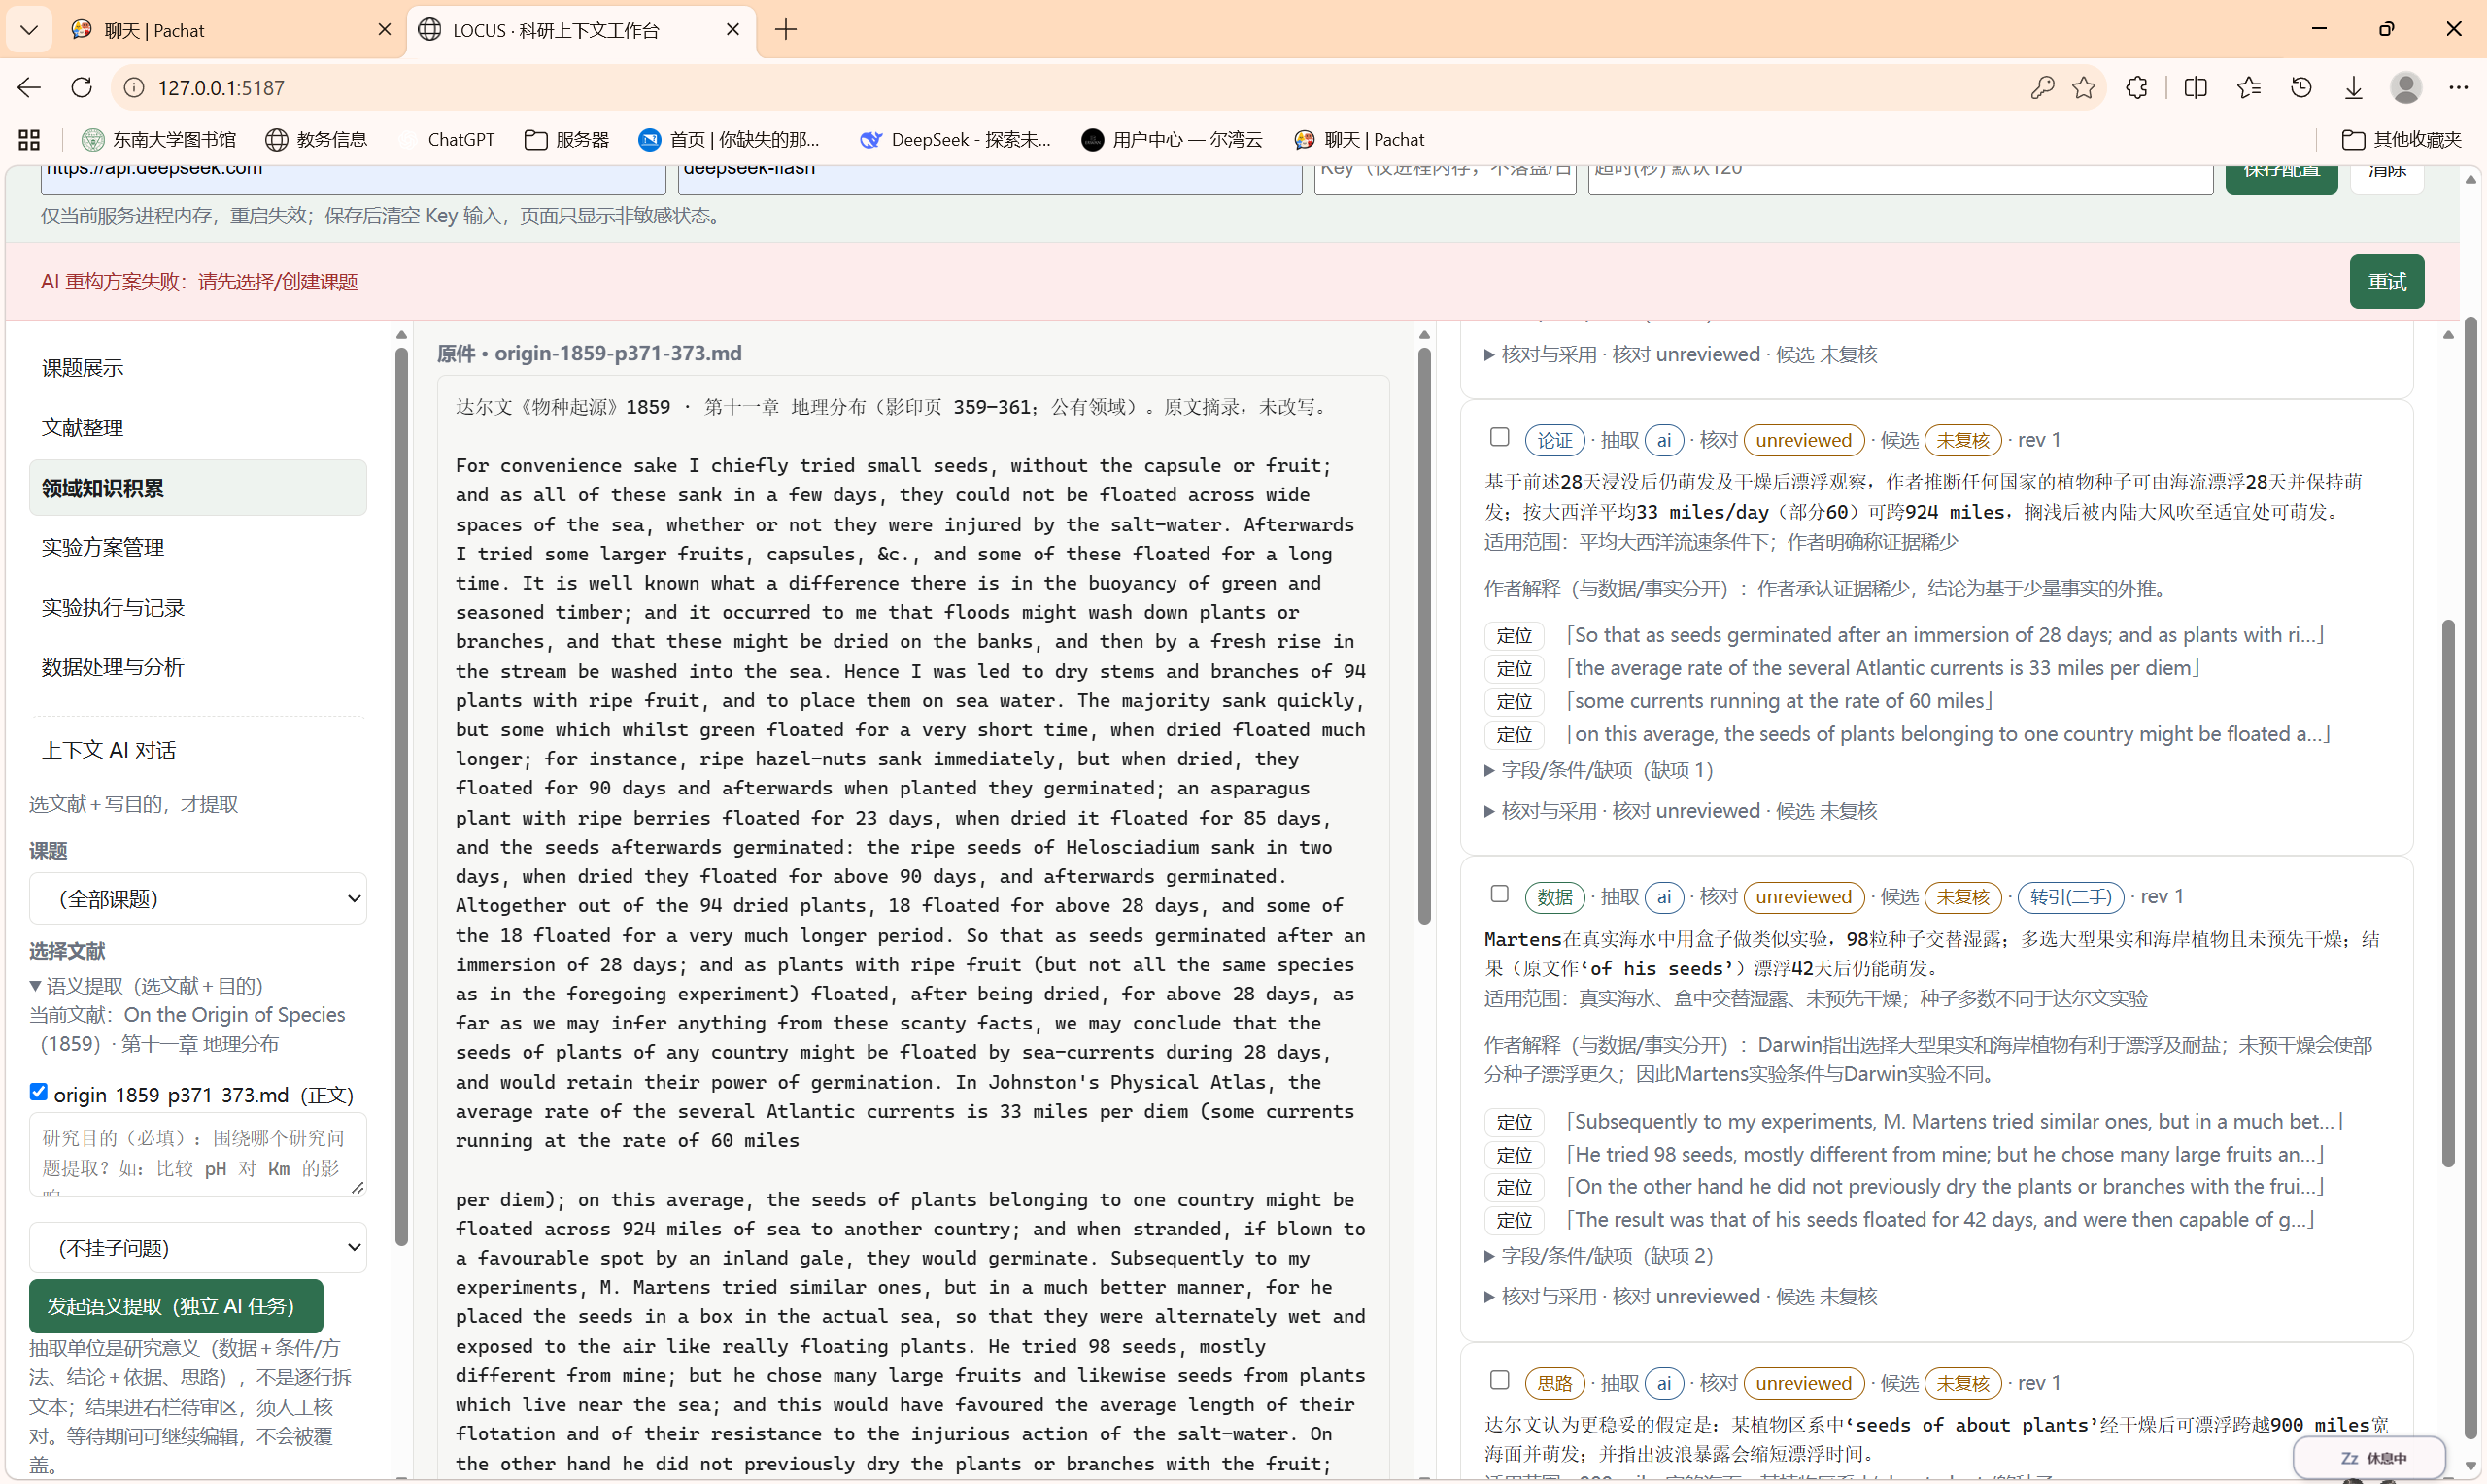 聊天 | Pachat
LOCUS · 科研上下文工作台
127.0.0.1:5187
东南大学图书馆
教务信息
ChatGPT
服务器
首页 | 你缺失的那...
DeepSeek - 探索未...
用户中心 — 尔湾云
聊天 | Pachat
其他收藏夹
https://api.deepseek.com
deepseek-flash
Key（仅进程内存，不落盘/日
超时(秒) 默认120
保存配置
清除
仅当前服务进程内存，重启失效；保存后清空 Key 输入，页面只显示非敏感状态。
AI 重构方案失败：请先选择/创建课题
重试
课题展示
文献整理
领域知识积累
实验方案管理
实验执行与记录
数据处理与分析
上下文 AI 对话
选文献 + 写目的，才提取
课题
（全部课题）
选择文献
▼ 语义提取（选文献 + 目的）
当前文献：On the Origin of Species
（1859）· 第十一章 地理分布
origin-1859-p371-373.md（正文）
研究目的（必填）：围绕哪个研究问
题提取？如：比较 pH 对 Km 的影
响
（不挂子问题）
发起语义提取（独立 AI 任务）
抽取单位是研究意义（数据 + 条件/方
法、结论 + 依据、思路），不是逐行拆
文本；结果进右栏待审区，须人工核
对。等待期间可继续编辑，不会被覆
盖。
原件 • origin-1859-p371-373.md
达尔文《物种起源》1859 · 第十一章 地理分布（影印页 359–361；公有领域）。原文摘录，未改写。
For convenience sake I chiefly tried small seeds, without the capsule or fruit;
and as all of these sank in a few days, they could not be floated across wide
spaces of the sea, whether or not they were injured by the salt-water. Afterwards
I tried some larger fruits, capsules, &c., and some of these floated for a long
time. It is well known what a difference there is in the buoyancy of green and
seasoned timber; and it occurred to me that floods might wash down plants or
branches, and that these might be dried on the banks, and then by a fresh rise in
the stream be washed into the sea. Hence I was led to dry stems and branches of 94
plants with ripe fruit, and to place them on sea water. The majority sank quickly,
but some which whilst green floated for a very short time, when dried floated much
longer; for instance, ripe hazel-nuts sank immediately, but when dried, they
floated for 90 days and afterwards when planted they germinated; an asparagus
plant with ripe berries floated for 23 days, when dried it floated for 85 days,
and the seeds afterwards germinated: the ripe seeds of Helosciadium sank in two
days, when dried they floated for above 90 days, and afterwards germinated.
Altogether out of the 94 dried plants, 18 floated for above 28 days, and some of
the 18 floated for a very much longer period. So that as seeds germinated after an
immersion of 28 days; and as plants with ripe fruit (but not all the same species
as in the foregoing experiment) floated, after being dried, for above 28 days, as
far as we may infer anything from these scanty facts, we may conclude that the
seeds of plants of any country might be floated by sea-currents during 28 days,
and would retain their power of germination. In Johnston's Physical Atlas, the
average rate of the several Atlantic currents is 33 miles per diem (some currents
running at the rate of 60 miles
per diem); on this average, the seeds of plants belonging to one country might be
floated across 924 miles of sea to another country; and when stranded, if blown to
a favourable spot by an inland gale, they would germinate. Subsequently to my
experiments, M. Martens tried similar ones, but in a much better manner, for he
placed the seeds in a box in the actual sea, so that they were alternately wet and
exposed to the air like really floating plants. He tried 98 seeds, mostly
different from mine; but he chose many large fruits and likewise seeds from plants
which live near the sea; and this would have favoured the average length of their
flotation and of their resistance to the injurious action of the salt-water. On
the other hand he did not previously dry the plants or branches with the fruit;
▶ 核对与采用 · 核对 unreviewed · 候选 未复核
论证 · 抽取 ai · 核对 unreviewed · 候选 未复核 · rev 1
基于前述28天浸没后仍萌发及干燥后漂浮观察，作者推断任何国家的植物种子可由海流漂浮28天并保持萌
发；按大西洋平均33 miles/day（部分60）可跨924 miles，搁浅后被内陆大风吹至适宜处可萌发。
适用范围：平均大西洋流速条件下；作者明确称证据稀少
作者解释（与数据/事实分开）：作者承认证据稀少，结论为基于少量事实的外推。
定位 「So that as seeds germinated after an immersion of 28 days; and as plants with ri...」
定位 「the average rate of the several Atlantic currents is 33 miles per diem」
定位 「some currents running at the rate of 60 miles」
定位 「on this average, the seeds of plants belonging to one country might be floated a...」
▶ 字段/条件/缺项（缺项 1）
▶ 核对与采用 · 核对 unreviewed · 候选 未复核
数据 · 抽取 ai · 核对 unreviewed · 候选 未复核 · 转引(二手) · rev 1
Martens在真实海水中用盒子做类似实验，98粒种子交替湿露；多选大型果实和海岸植物且未预先干燥；结
果（原文作‘of his seeds’）漂浮42天后仍能萌发。
适用范围：真实海水、盒中交替湿露、未预先干燥；种子多数不同于达尔文实验
作者解释（与数据/事实分开）：Darwin指出选择大型果实和海岸植物有利于漂浮及耐盐；未预干燥会使部
分种子漂浮更久；因此Martens实验条件与Darwin实验不同。
定位 「Subsequently to my experiments, M. Martens tried similar ones, but in a much bet...」
定位 「He tried 98 seeds, mostly different from mine; but he chose many large fruits an...」
定位 「On the other hand he did not previously dry the plants or branches with the frui...」
定位 「The result was that of his seeds floated for 42 days, and were then capable of g...」
▶ 字段/条件/缺项（缺项 2）
▶ 核对与采用 · 核对 unreviewed · 候选 未复核
思路 · 抽取 ai · 核对 unreviewed · 候选 未复核 · rev 1
达尔文认为更稳妥的假定是：某植物区系中‘seeds of about plants’经干燥后可漂浮跨越900 miles宽
海面并萌发；并指出波浪暴露会缩短漂浮时间。
Zz 休息中